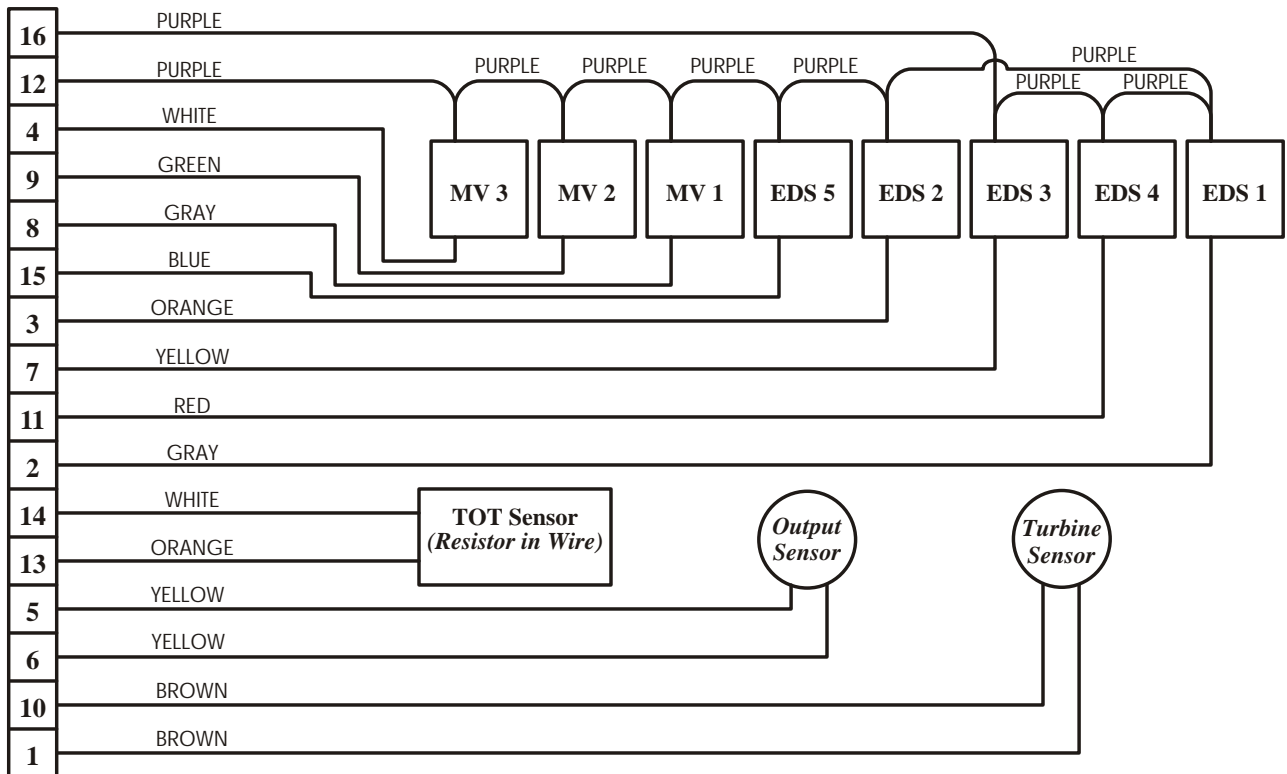 16 PURPLE
PURPLE
12 PURPLE PURPLE PURPLE PURPLE PURPLE PURPLE PURPLE
4 WHITE
9 GREEN MV 3 MV 2 MV 1 EDS 5 EDS 2 EDS 3 EDS 4 EDS 1
8 GRAY
15 BLUE
3 ORANGE
7 YELLOW
11 RED
2 GRAY
14 WHITE
TOT Sensor
(Resistor in Wire)
Output
Sensor
Turbine
Sensor
13 ORANGE
5 YELLOW
6 YELLOW
10 BROWN
1 BROWN